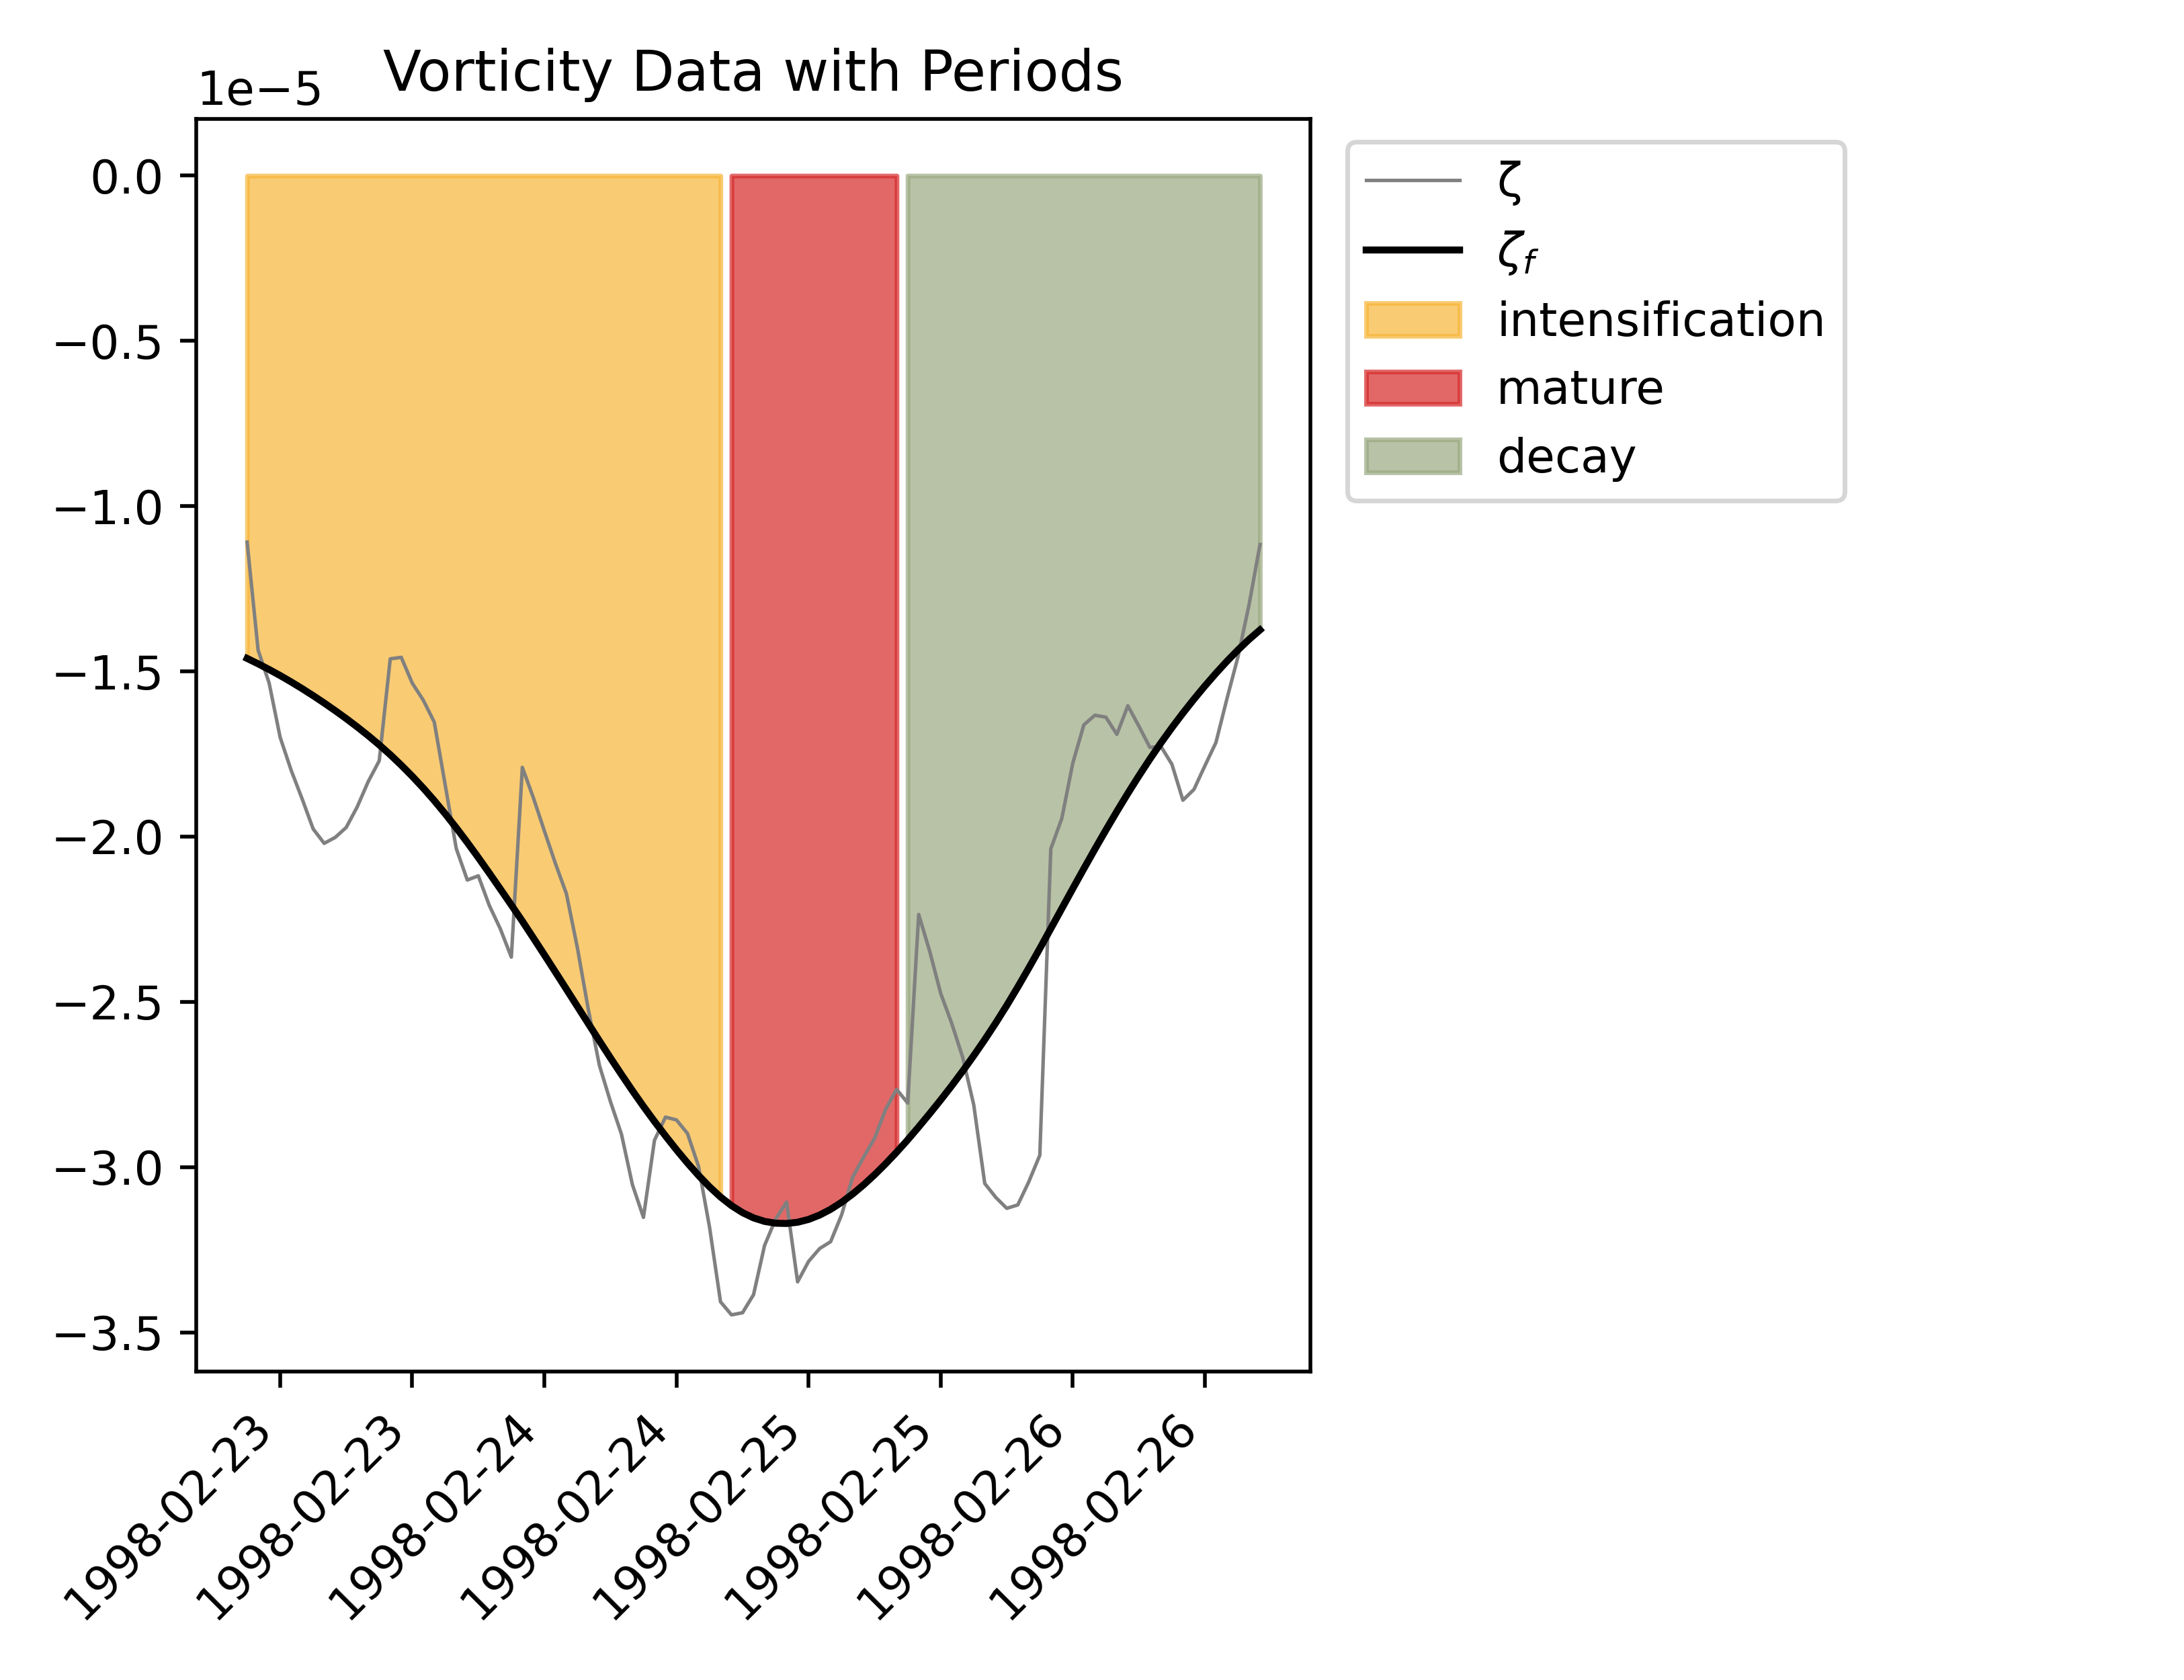 Vorticity Data with Periods
1e−5
0.0
−0.5
−1.0
−1.5
−2.0
−2.5
−3.0
−3.5
1998-02-23
1998-02-23
1998-02-24
1998-02-24
1998-02-25
1998-02-25
1998-02-26
1998-02-26
ζ
ζf
intensification
mature
decay